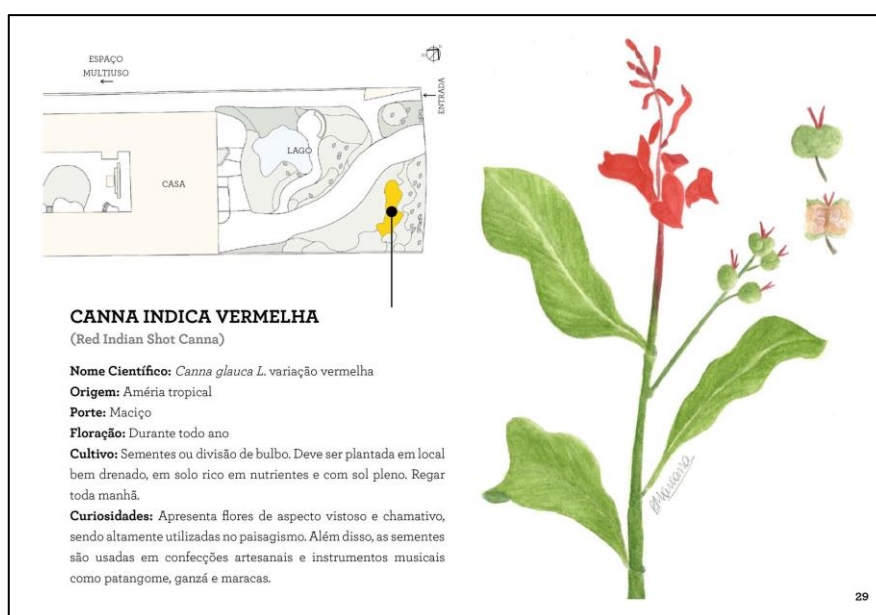 ESPAÇO
MULTIUSO
ENTRADA
LAGO
CASA
CANNA INDICA VERMELHA
(Red Indian Shot Canna)
Nome Científico: Canna glauca L. variação vermelha
Origem: Améria tropical
Porte: Maciço
Floração: Durante todo ano
Cultivo: Sementes ou divisão de bulbo. Deve ser plantada em local
bem drenado, em solo rico em nutrientes e com sol pleno. Regar
toda manhã.
Curiosidades: Apresenta flores de aspecto vistoso e chamativo,
sendo altamente utilizadas no paisagismo. Além disso, as sementes
são usadas em confecções artesanais e instrumentos musicais
como patangome, ganzá e maracas.
29